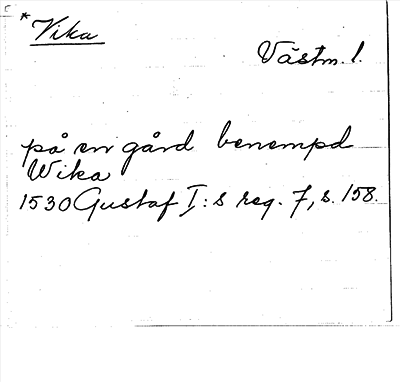 *Vika
Västm. l.
på en gård benempd
Wika
1530 Gustaf I:s reg. 7, s. 158.